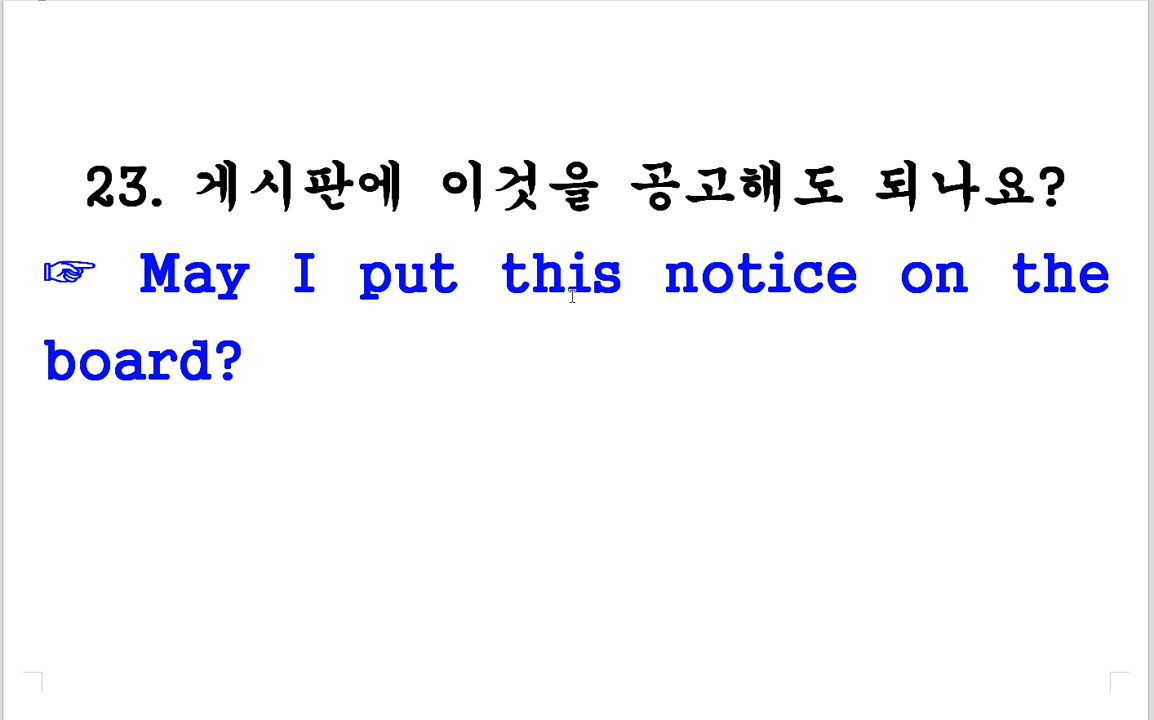 23. 게시판에 이것을 공고해도 되나요?
☞ May I put this notice on the
board?